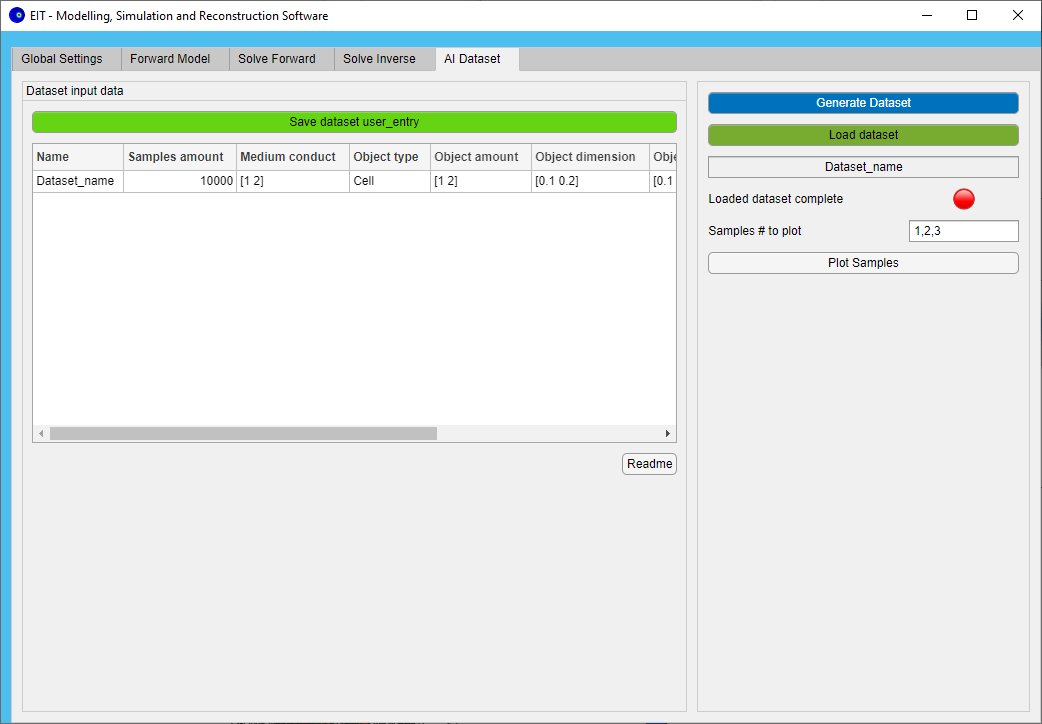 EIT - Modelling, Simulation and Reconstruction Software
Global Settings Forward Model Solve Forward Solve Inverse AI Dataset
Dataset input data
Save dataset user_entry
Name Samples amount Medium conduct Object type Object amount Object dimension Obje
Dataset_name 10000 [1 2] Cell [1 2] [0.1 0.2] [0.1
Readme
Generate Dataset
Load dataset
Dataset_name
Loaded dataset complete
Samples # to plot 1,2,3
Plot Samples